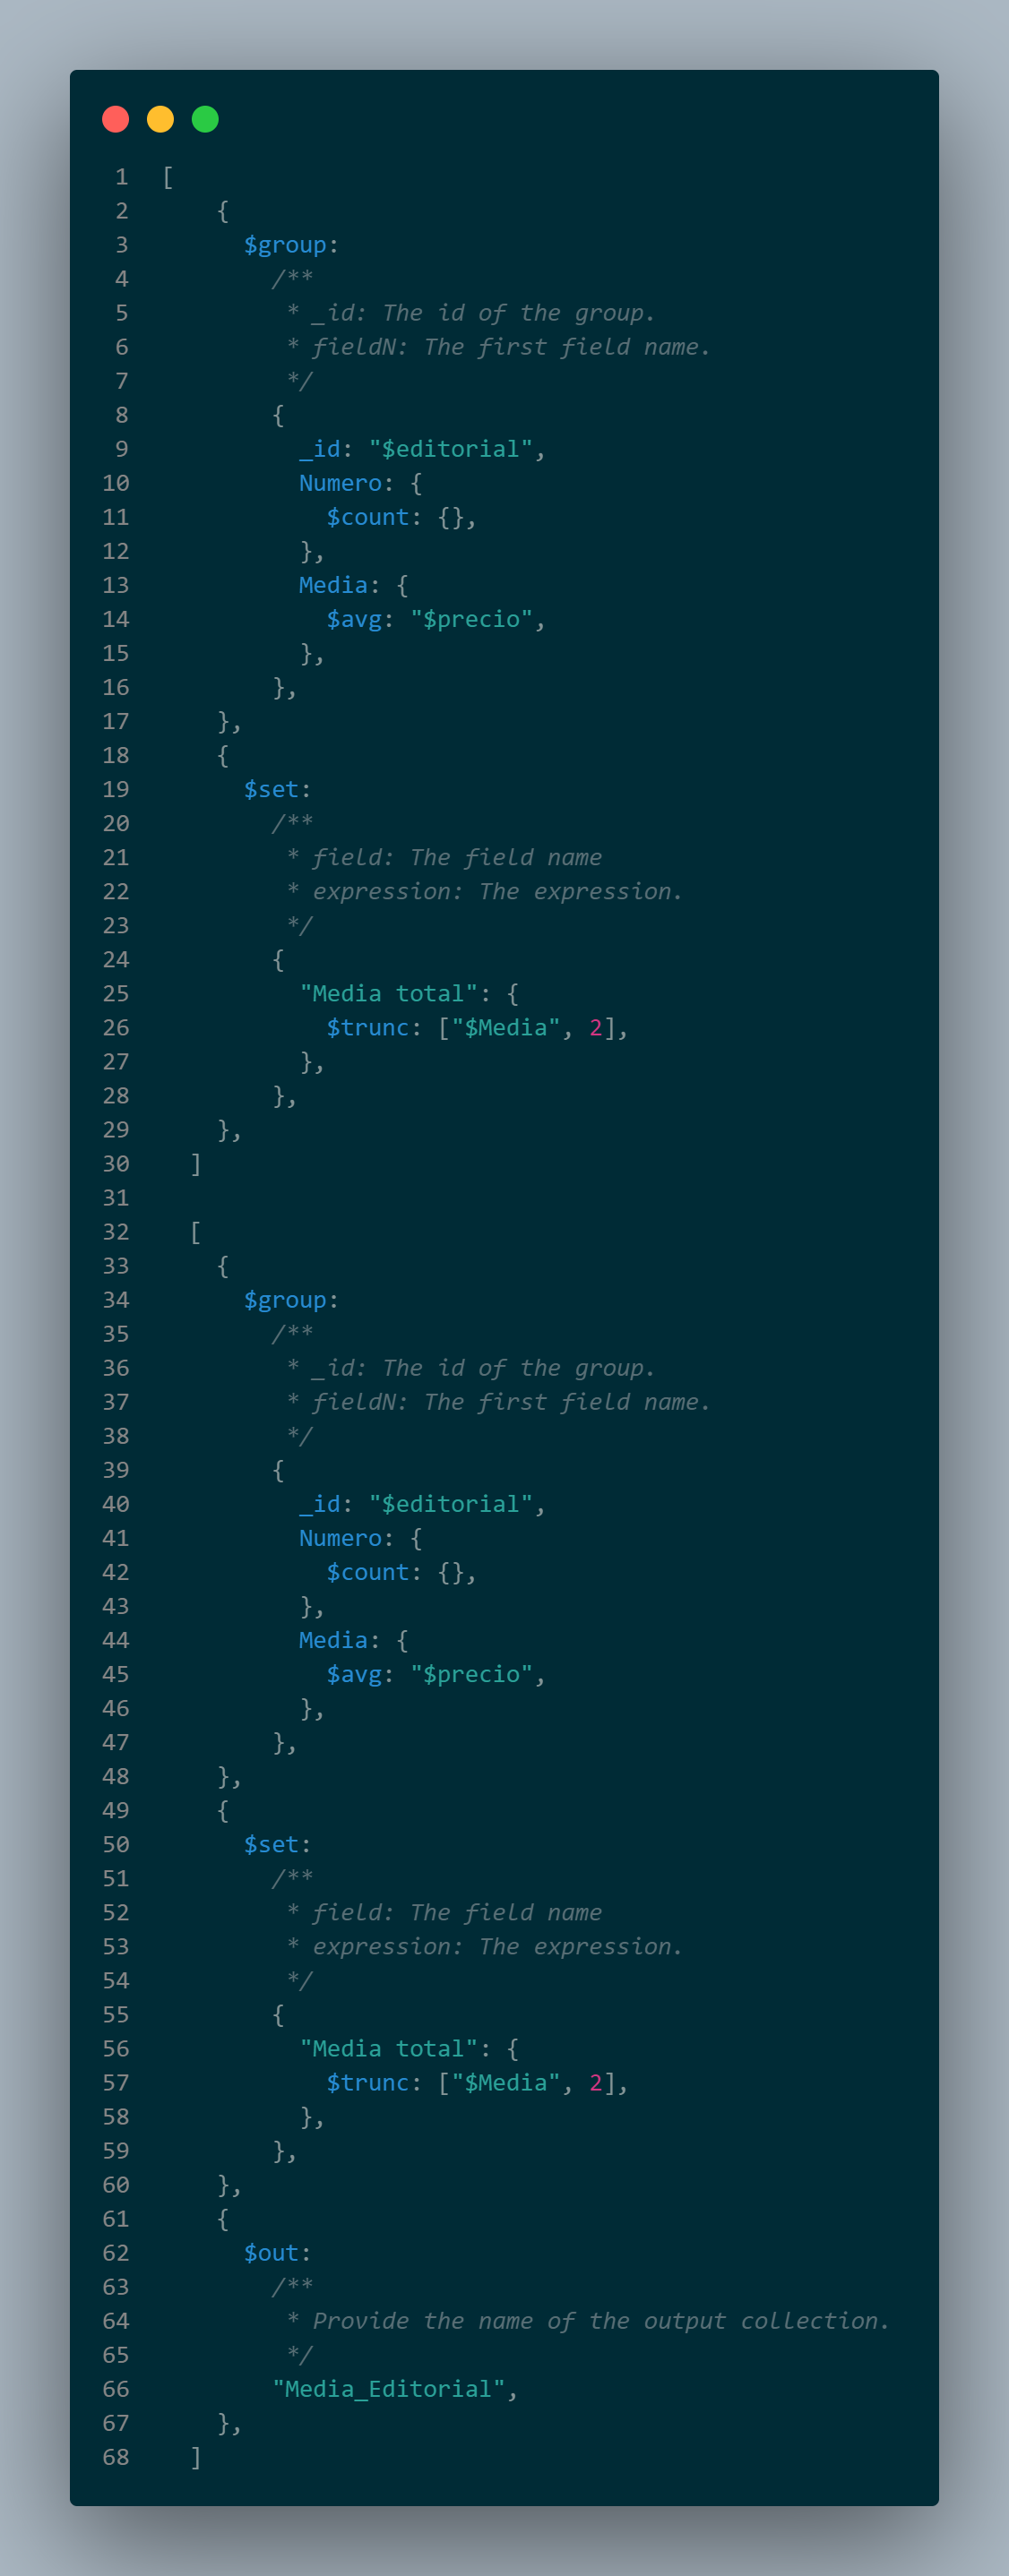 1 [
2     {
3       $group:
4         /**
5          * _id: The id of the group.
6          * fieldN: The first field name.
7          */
8         {
9           _id: "$editorial",
10           Numero: {
11             $count: {},
12           },
13           Media: {
14             $avg: "$precio",
15           },
16         },
17     },
18     {
19       $set:
20         /**
21          * field: The field name
22          * expression: The expression.
23          */
24         {
25           "Media total": {
26             $trunc: ["$Media", 2],
27           },
28         },
29     },
30   ]
31
32   [
33     {
34       $group:
35         /**
36          * _id: The id of the group.
37          * fieldN: The first field name.
38          */
39         {
40           _id: "$editorial",
41           Numero: {
42             $count: {},
43           },
44           Media: {
45             $avg: "$precio",
46           },
47         },
48     },
49     {
50       $set:
51         /**
52          * field: The field name
53          * expression: The expression.
54          */
55         {
56           "Media total": {
57             $trunc: ["$Media", 2],
58           },
59         },
60     },
61     {
62       $out:
63         /**
64          * Provide the name of the output collection.
65          */
66         "Media_Editorial",
67     },
68   ]